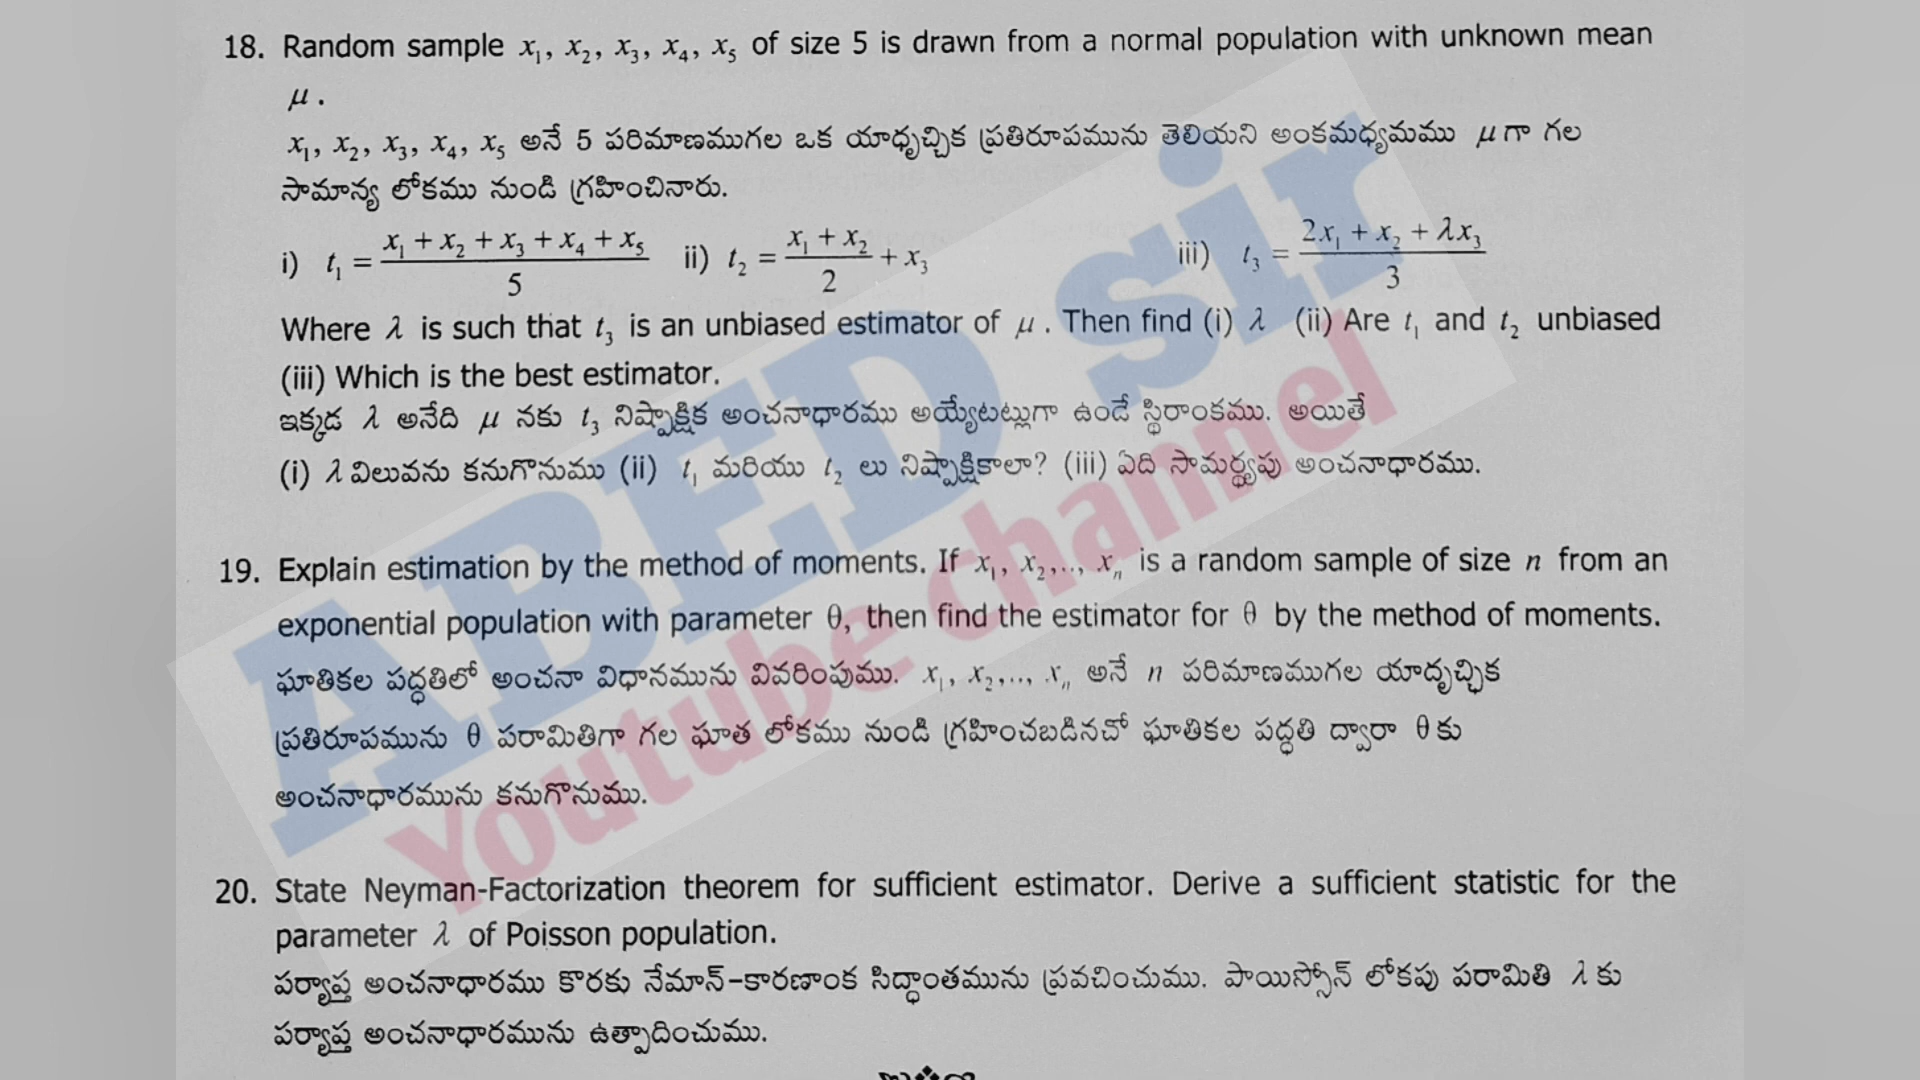 18. Random sample x₁, x₂, x₃, x₄, x₅ of size 5 is drawn from a normal population with unknown mean
μ.
x₁, x₂, x₃, x₄, x₅ అనే 5 పరిమాణముగల ఒక యాధృచ్చిక ప్రతిరూపమును తెలియని అంకమధ్యమము μ గా గల
సామాన్య లోకము నుండి గ్రహించినారు.
i) t₁ = (x₁ + x₂ + x₃ + x₄ + x₅)/5 ii) t₂ = (x₁ + x₂)/2 + x₃ iii) t₃ = (2x₁ + x₂ + λx₃)/3
Where λ is such that t₃ is an unbiased estimator of μ. Then find (i) λ (ii) Are t₁ and t₂ unbiased
(iii) Which is the best estimator.
ఇక్కడ λ అనేది μ నకు t₃ నిష్పాక్షిక అంచనాధారము అయ్యేటట్లుగా ఉండే స్థిరాంకము. అయితే
(i) λ విలువను కనుగొనుము (ii) t₁ మరియు t₂ లు నిష్పాక్షికాలా? (iii) ఏది సామర్థ్యపు అంచనాధారము.
19. Explain estimation by the method of moments. If x₁, x₂,.., xₙ is a random sample of size n from an
exponential population with parameter θ, then find the estimator for θ by the method of moments.
ఘాతికల పద్ధతిలో అంచనా విధానమును వివరింపుము. x₁, x₂,..., xₙ అనే n పరిమాణముగల యాదృచ్ఛిక
ప్రతిరూపమును θ పరామితిగా గల ఘాత లోకము నుండి గ్రహించబడినచో ఘాతికల పద్ధతి ద్వారా θ కు
అంచనాధారమును కనుగొనుము.
20. State Neyman-Factorization theorem for sufficient estimator. Derive a sufficient statistic for the
parameter λ of Poisson population.
పర్యాప్త అంచనాధారము కొరకు నేమాన్-కారణాంక సిద్ధాంతమును ప్రవచించుము. పాయిస్సోన్ లోకపు పరామితి λ కు
పర్యాప్త అంచనాధారమును ఉత్పాదించుము.
ABED sir
Youtube channel